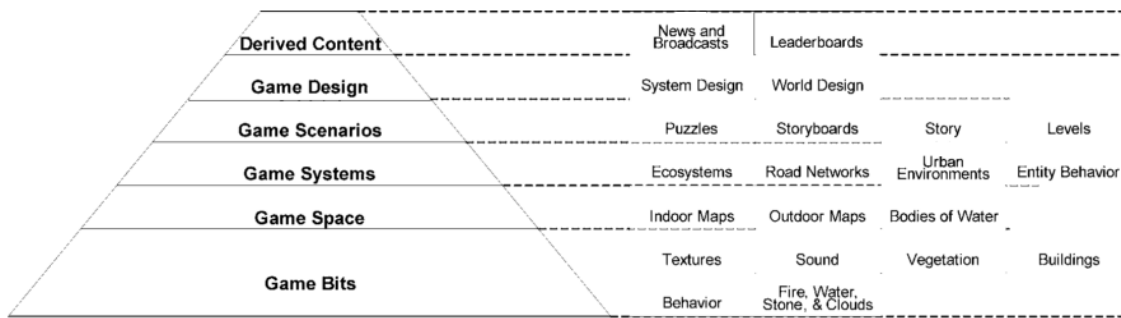 Derived Content
News and
Broadcasts
Leaderboards
Game Design
System Design
World Design
Game Scenarios
Puzzles
Storyboards
Story
Levels
Game Systems
Ecosystems
Road Networks
Urban
Environments
Entity Behavior
Game Space
Indoor Maps
Outdoor Maps
Bodies of Water
Game Bits
Textures
Sound
Vegetation
Buildings
Behavior
Fire, Water,
Stone, & Clouds